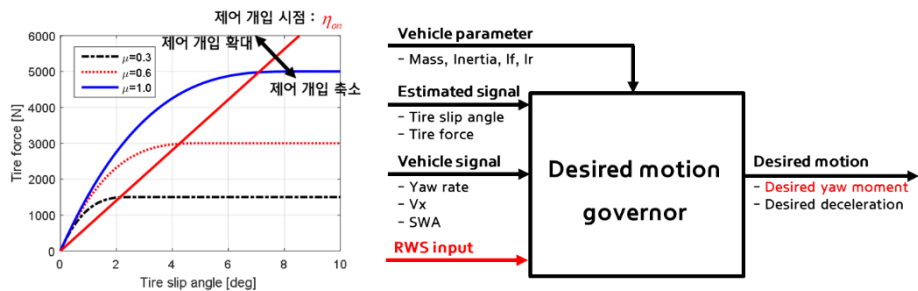 제어 개입 시점 : η_on
제어 개입 확대
제어 개입 축소
μ=0.3
μ=0.6
μ=1.0
6000
5000
4000
3000
2000
1000
0
Tire force [N]
0 2 4 6 8 10
Tire slip angle [deg]
Vehicle parameter
- Mass, Inertia, lf, lr
Estimated signal
- Tire slip angle
- Tire force
Vehicle signal
- Yaw rate
- Vx
- SWA
RWS input
Desired motion
governor
Desired motion
- Desired yaw moment
- Desired deceleration